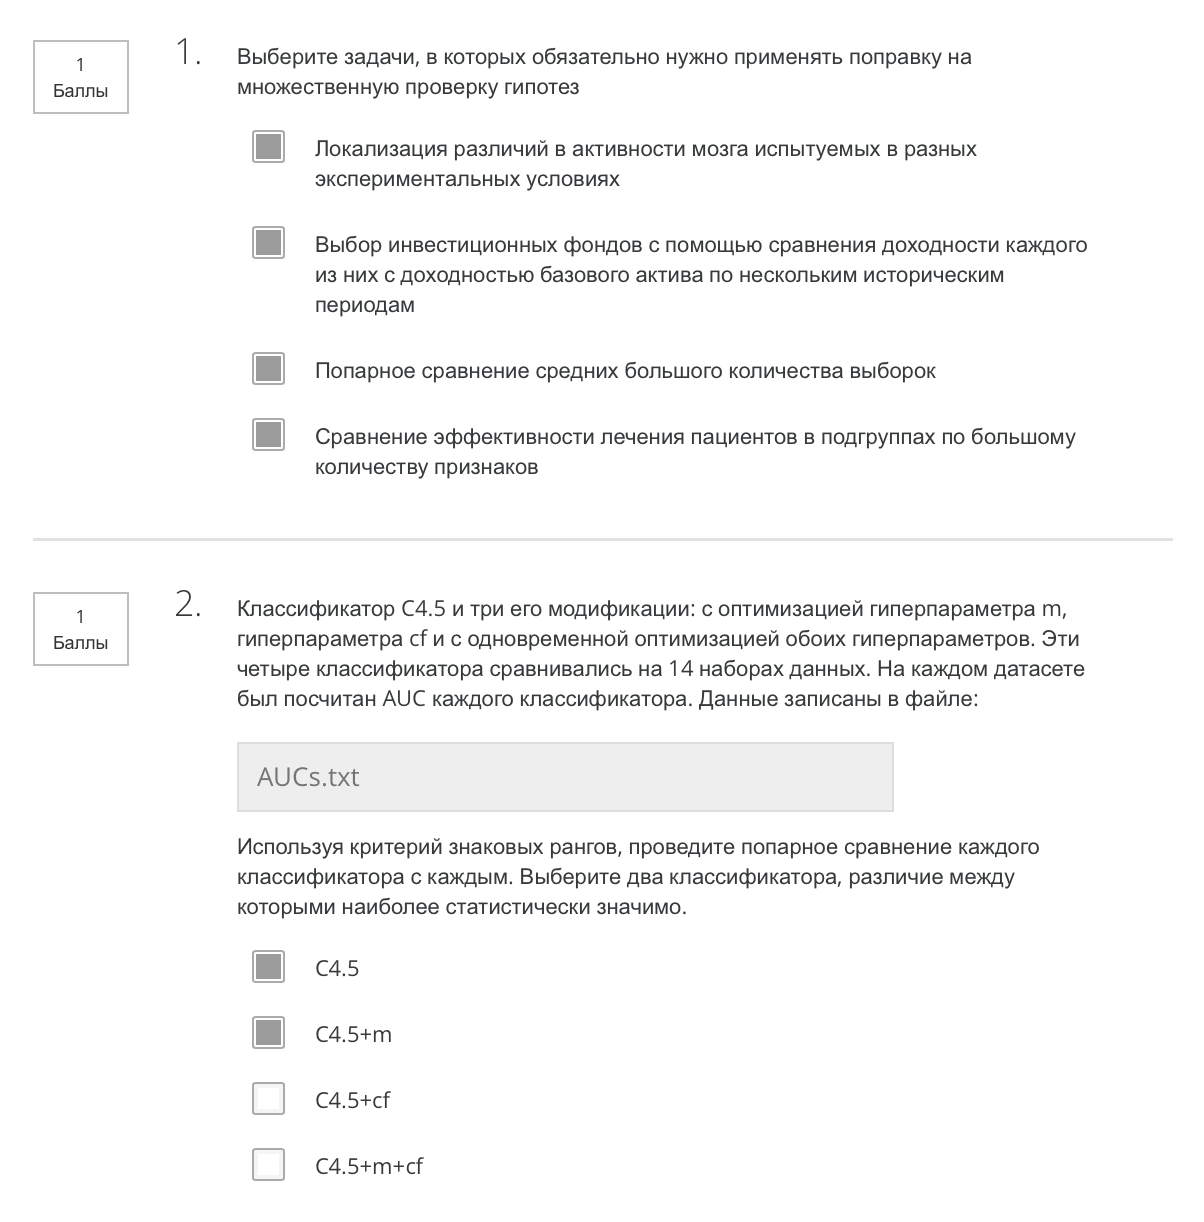 1
Баллы
1.
Выберите задачи, в которых обязательно нужно применять поправку на
множественную проверку гипотез
Локализация различий в активности мозга испытуемых в разных
экспериментальных условиях
Выбор инвестиционных фондов с помощью сравнения доходности каждого
из них с доходностью базового актива по нескольким историческим
периодам
Попарное сравнение средних большого количества выборок
Сравнение эффективности лечения пациентов в подгруппах по большому
количеству признаков
1
Баллы
2.
Классификатор C4.5 и три его модификации: с оптимизацией гиперпараметра m,
гиперпараметра cf и с одновременной оптимизацией обоих гиперпараметров. Эти
четыре классификатора сравнивались на 14 наборах данных. На каждом датасете
был посчитан AUC каждого классификатора. Данные записаны в файле:
AUCs.txt
Используя критерий знаковых рангов, проведите попарное сравнение каждого
классификатора с каждым. Выберите два классификатора, различие между
которыми наиболее статистически значимо.
C4.5
C4.5+m
C4.5+cf
C4.5+m+cf